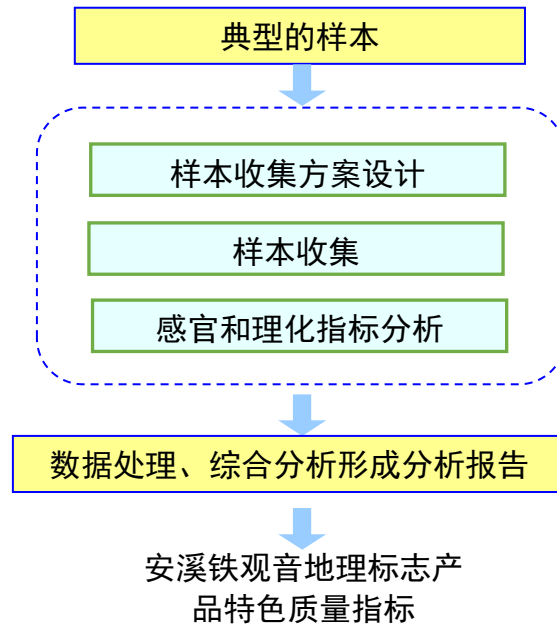 典型的样本
样本收集方案设计
样本收集
感官和理化指标分析
数据处理、综合分析形成分析报告
安溪铁观音地理标志产
品特色质量指标